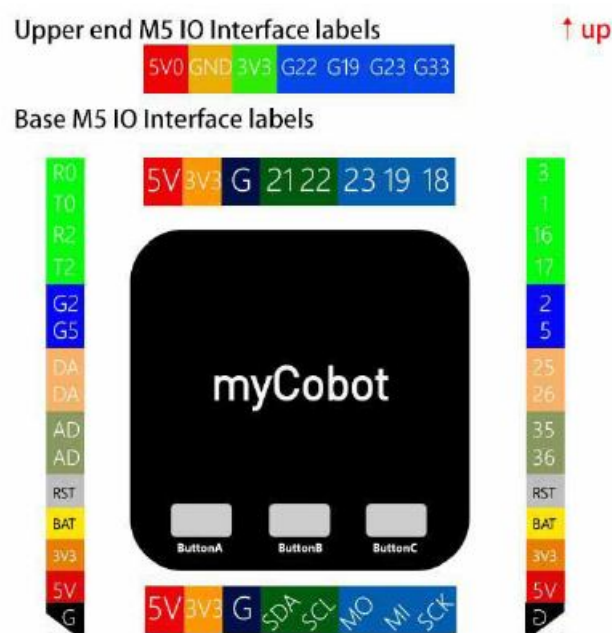 Upper end M5 IO Interface labels
↑ up
5V0 GND 3V3 G22 G19 G23 G33
Base M5 IO Interface labels
5V 3V3 G 21 22 23 19 18
R0
T0
R2
T2
G2
G5
DA
DA
AD
AD
RST
BAT
3V3
5V
G
myCobot
ButtonA ButtonB ButtonC
3
1
16
17
2
5
25
26
35
36
RST
BAT
3V3
5V
G
5V 3V3 G SDA SCL MO MI SCK